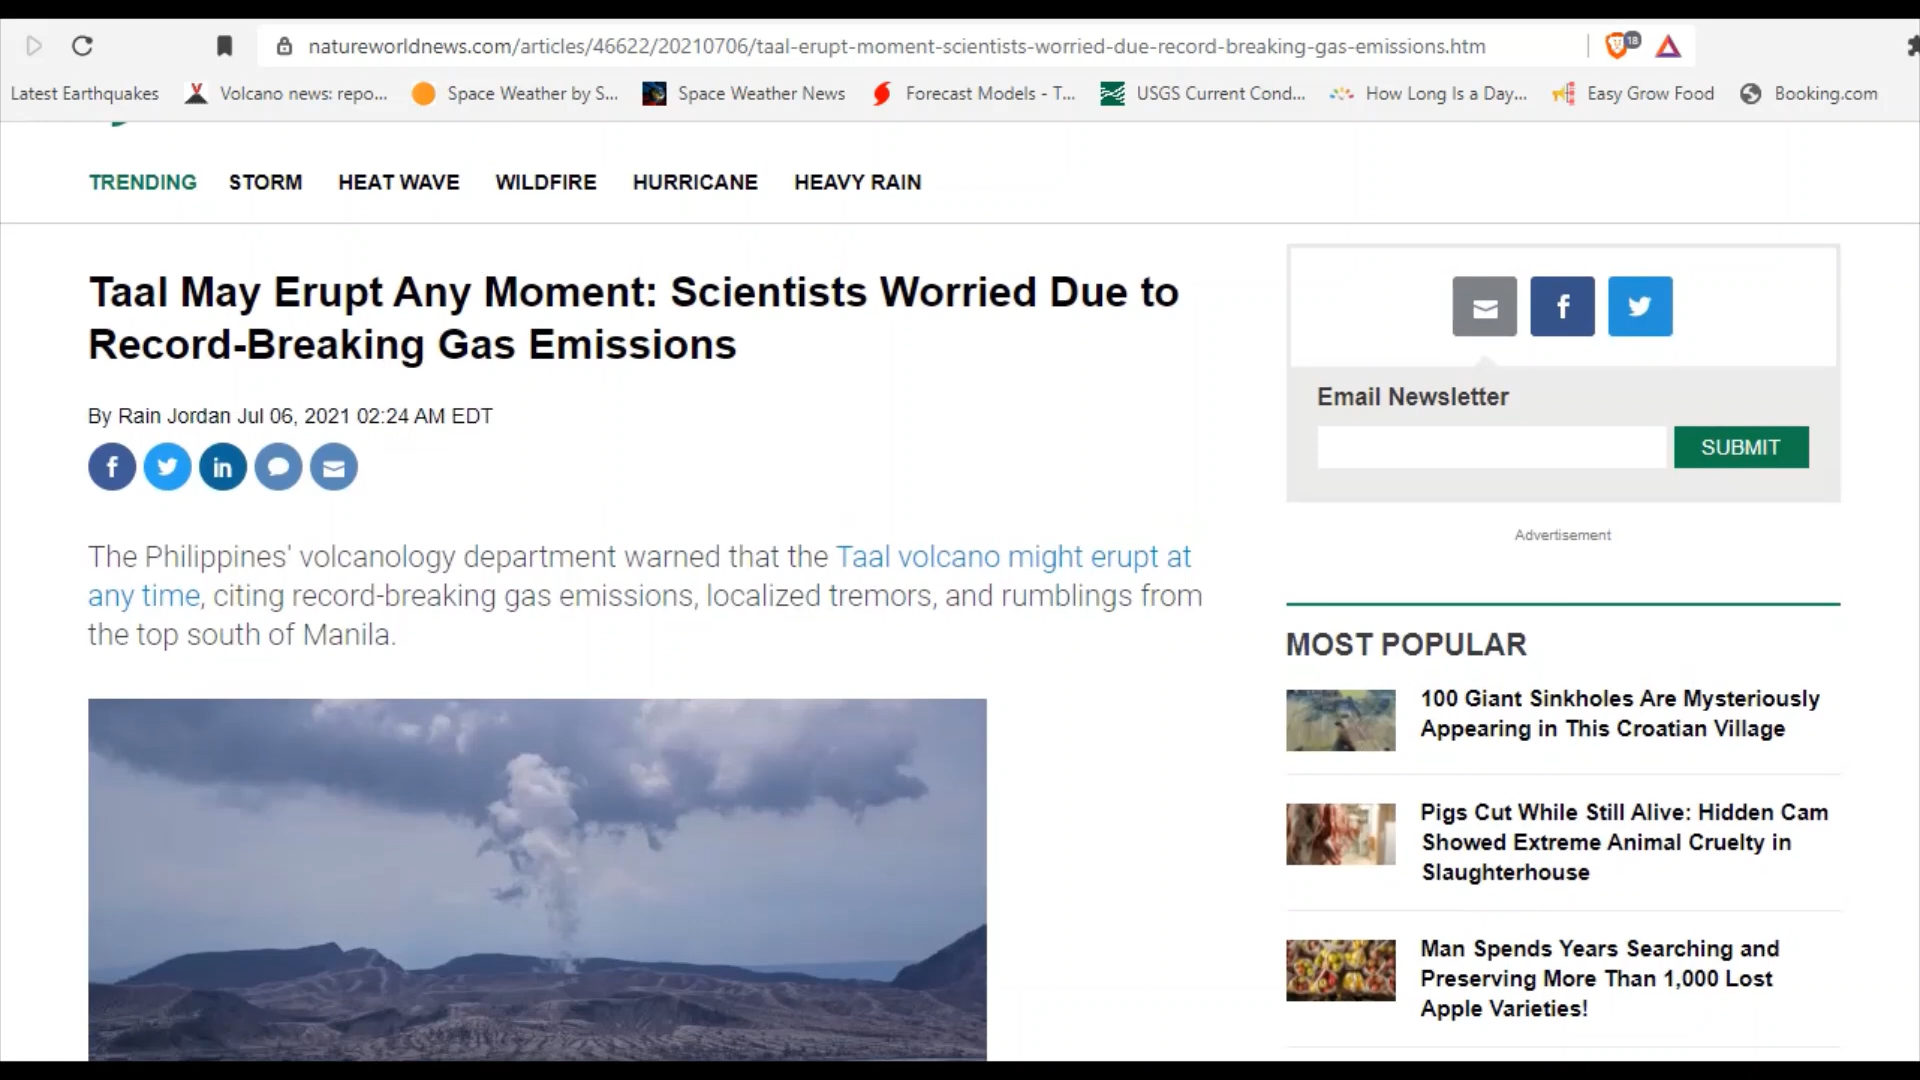 natureworldnews.com/articles/46622/20210706/taal-erupt-moment-scientists-worried-due-record-breaking-gas-emissions.htm
18
Latest Earthquakes Volcano news: repo... Space Weather by S... Space Weather News Forecast Models - T... USGS Current Cond... How Long Is a Day... Easy Grow Food Booking.com
TRENDING STORM HEAT WAVE WILDFIRE HURRICANE HEAVY RAIN
Taal May Erupt Any Moment: Scientists Worried Due to
Record-Breaking Gas Emissions
By Rain Jordan Jul 06, 2021 02:24 AM EDT
The Philippines' volcanology department warned that the Taal volcano might erupt at
any time, citing record-breaking gas emissions, localized tremors, and rumblings from
the top south of Manila.
Email Newsletter
SUBMIT
Advertisement
MOST POPULAR
100 Giant Sinkholes Are Mysteriously
Appearing in This Croatian Village
Pigs Cut While Still Alive: Hidden Cam
Showed Extreme Animal Cruelty in
Slaughterhouse
Man Spends Years Searching and
Preserving More Than 1,000 Lost
Apple Varieties!